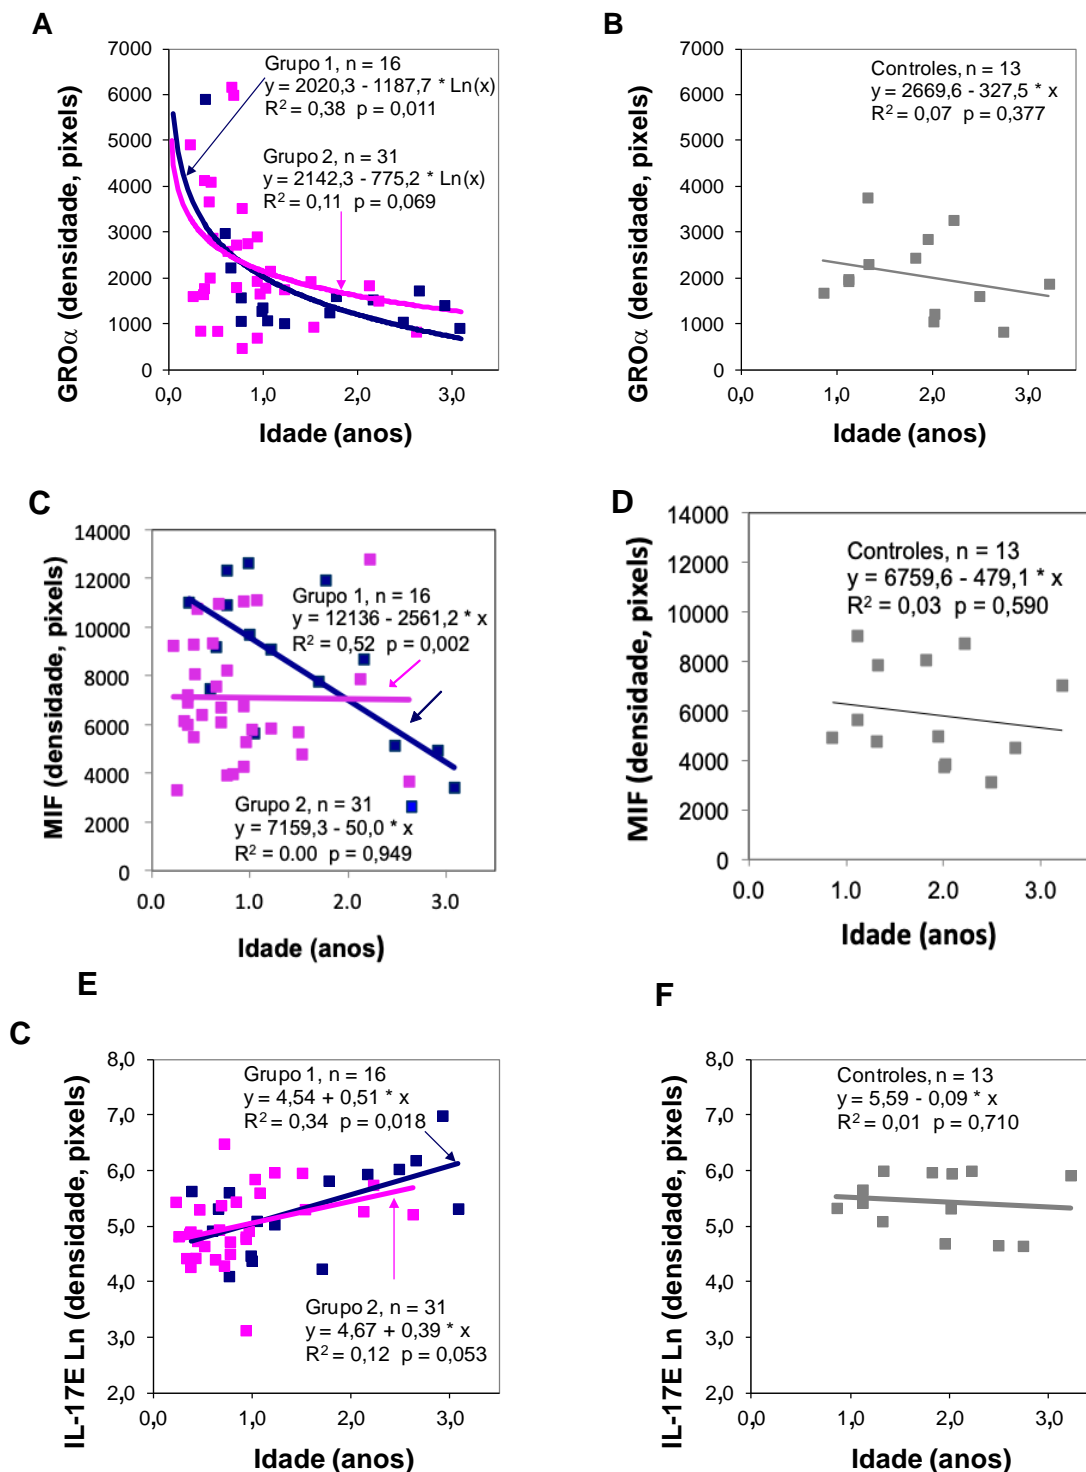 A
7000
6000
5000
4000
3000
2000
1000
0
GROα (densidade, pixels)
Grupo 1, n = 16
y = 2020,3 - 1187,7 * Ln(x)
R² = 0,38 p = 0,011
Grupo 2, n = 31
y = 2142,3 - 775,2 * Ln(x)
R² = 0,11 p = 0,069
0,0 1,0 2,0 3,0
Idade (anos)
B
7000
6000
5000
4000
3000
2000
1000
0
GROα (densidade, pixels)
Controles, n = 13
y = 2669,6 - 327,5 * x
R² = 0,07 p = 0,377
0,0 1,0 2,0 3,0
Idade (anos)
C
14000
12000
10000
8000
6000
4000
2000
0
MIF (densidade, pixels)
Grupo 1, n = 16
y = 12136 - 2561,2 * x
R² = 0,52 p = 0,002
Grupo 2, n = 31
y = 7159,3 - 50,0 * x
R² = 0.00 p = 0,949
0.0 1.0 2.0 3.0
Idade (anos)
D
14000
12000
10000
8000
6000
4000
2000
0
MIF (densidade, pixels)
Controles, n = 13
y = 6759,6 - 479,1 * x
R² = 0,03 p = 0,590
0.0 1.0 2.0 3.0
Idade (anos)
E
C
8,0
7,0
6,0
5,0
4,0
3,0
2,0
IL-17E Ln (densidade, pixels)
Grupo 1, n = 16
y = 4,54 + 0,51 * x
R² = 0,34 p = 0,018
Grupo 2, n = 31
y = 4,67 + 0,39 * x
R² = 0,12 p = 0,053
0,0 1,0 2,0 3,0
Idade (anos)
F
8,0
7,0
6,0
5,0
4,0
3,0
2,0
IL-17E Ln (densidade, pixels)
Controles, n = 13
y = 5,59 - 0,09 * x
R² = 0,01 p = 0,710
0,0 1,0 2,0 3,0
Idade (anos)